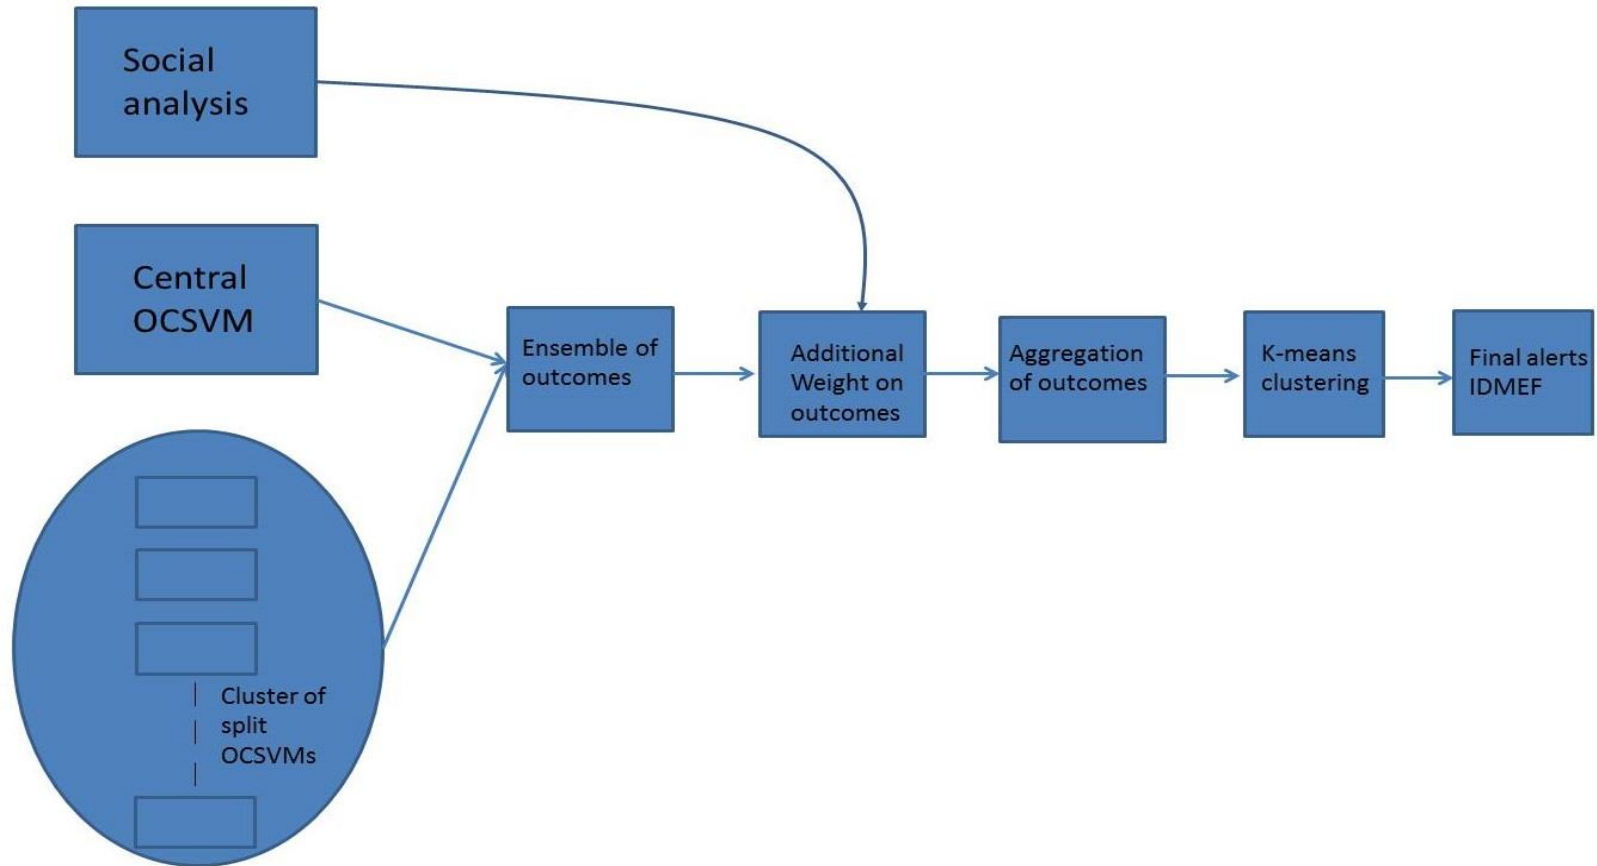 Social
analysis
Central
OCSVM
Cluster of
split
OCSVMs
Ensemble of
outcomes
Additional
Weight on
outcomes
Aggregation
of outcomes
K-means
clustering
Final alerts
IDMEF